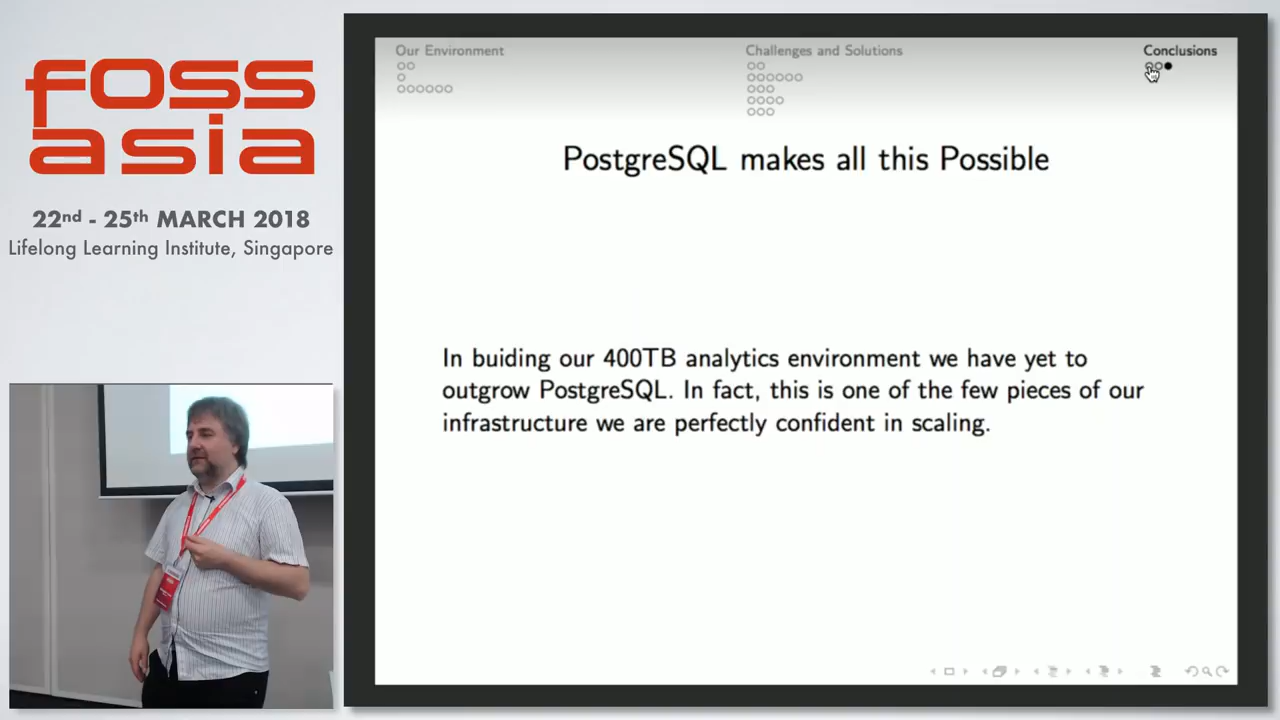 foss
asia
22nd - 25th MARCH 2018
Lifelong Learning Institute, Singapore
Our Environment
Challenges and Solutions
Conclusions
PostgreSQL makes all this Possible
In buiding our 400TB analytics environment we have yet to
outgrow PostgreSQL. In fact, this is one of the few pieces of our
infrastructure we are perfectly confident in scaling.